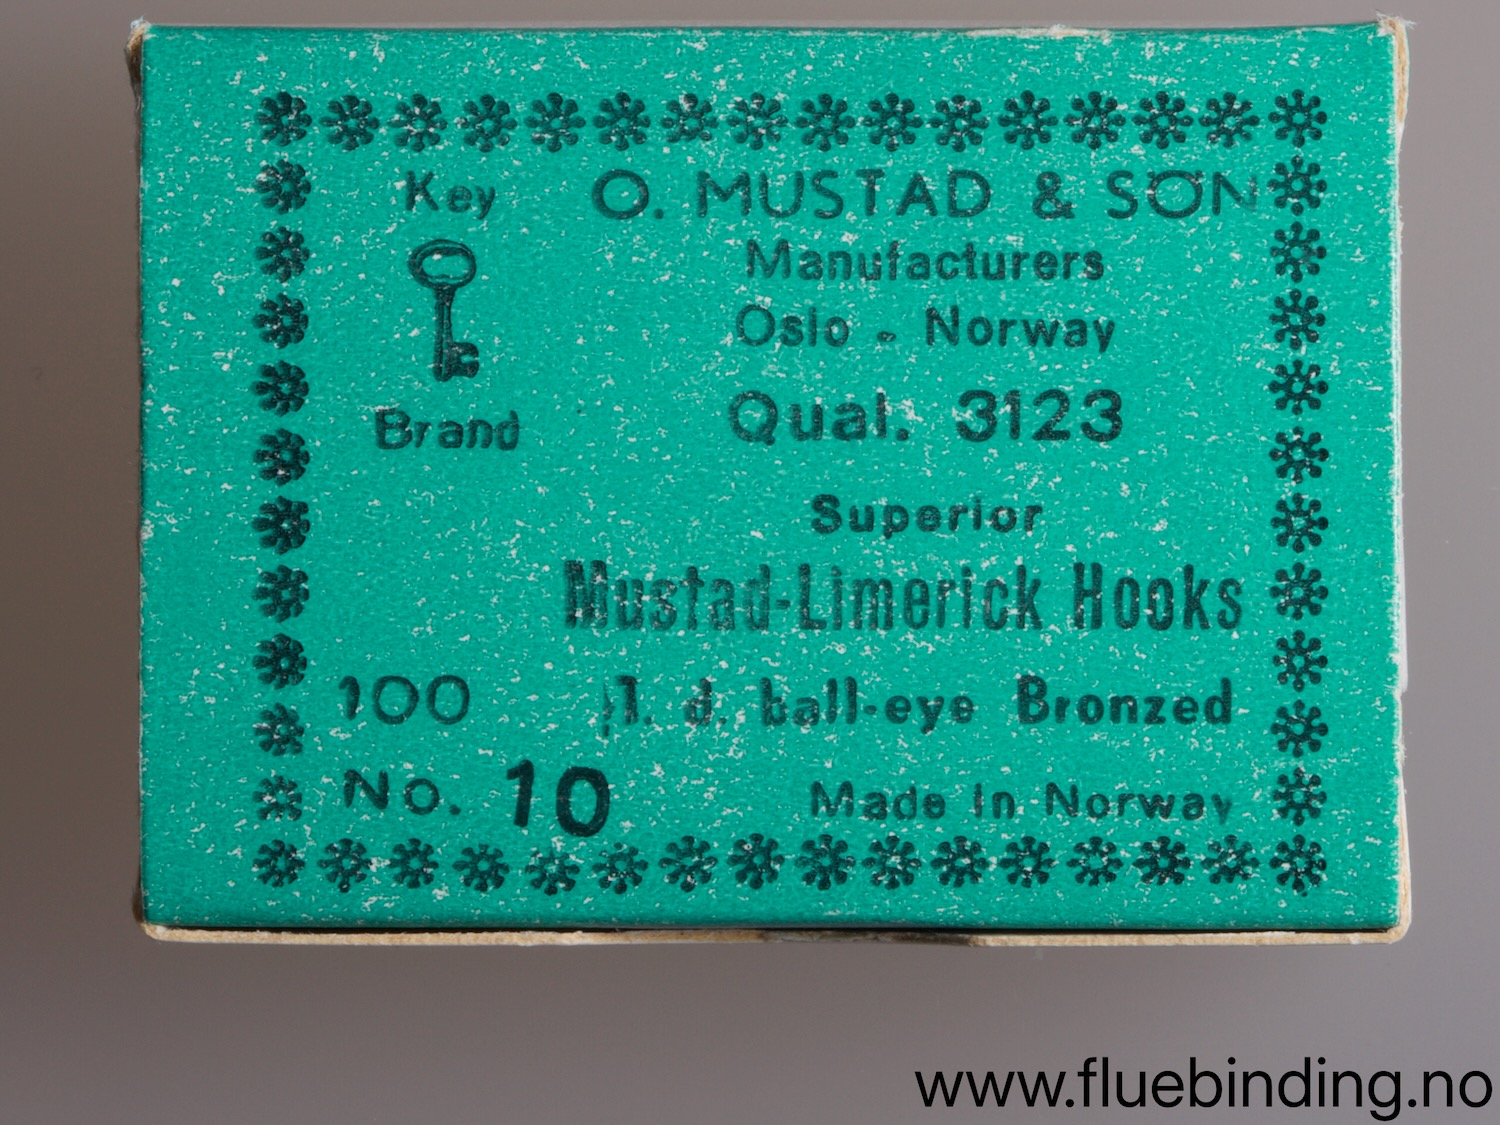 Key
Brand
O. MUSTAD & SØN
Manufacturers
Oslo - Norway
Qual. 3123
Superior
Mustad-Limerick Hooks
100
T. d. ball-eye Bronzed
No. 10
Made in Norway
www.fluebinding.no